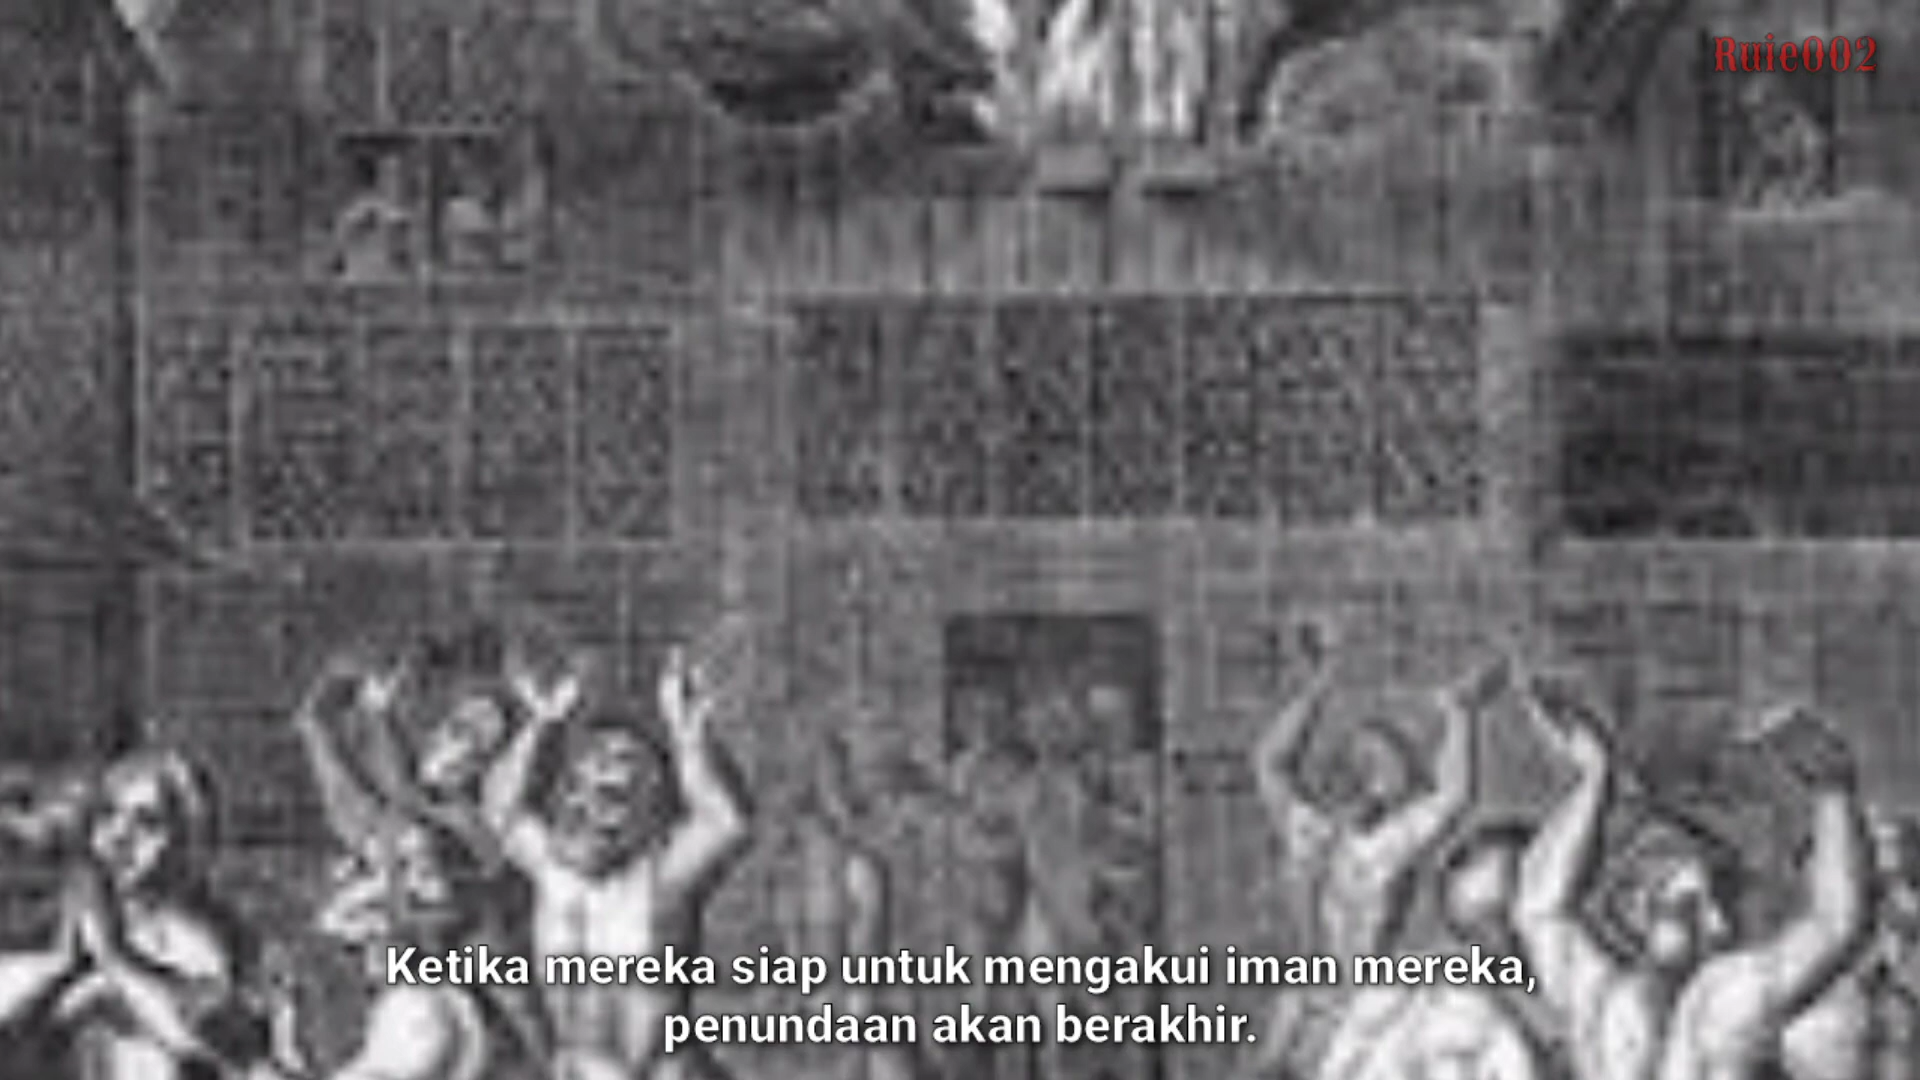 Ruie002
Ketika mereka siap untuk mengakui iman mereka,
penundaan akan berakhir.